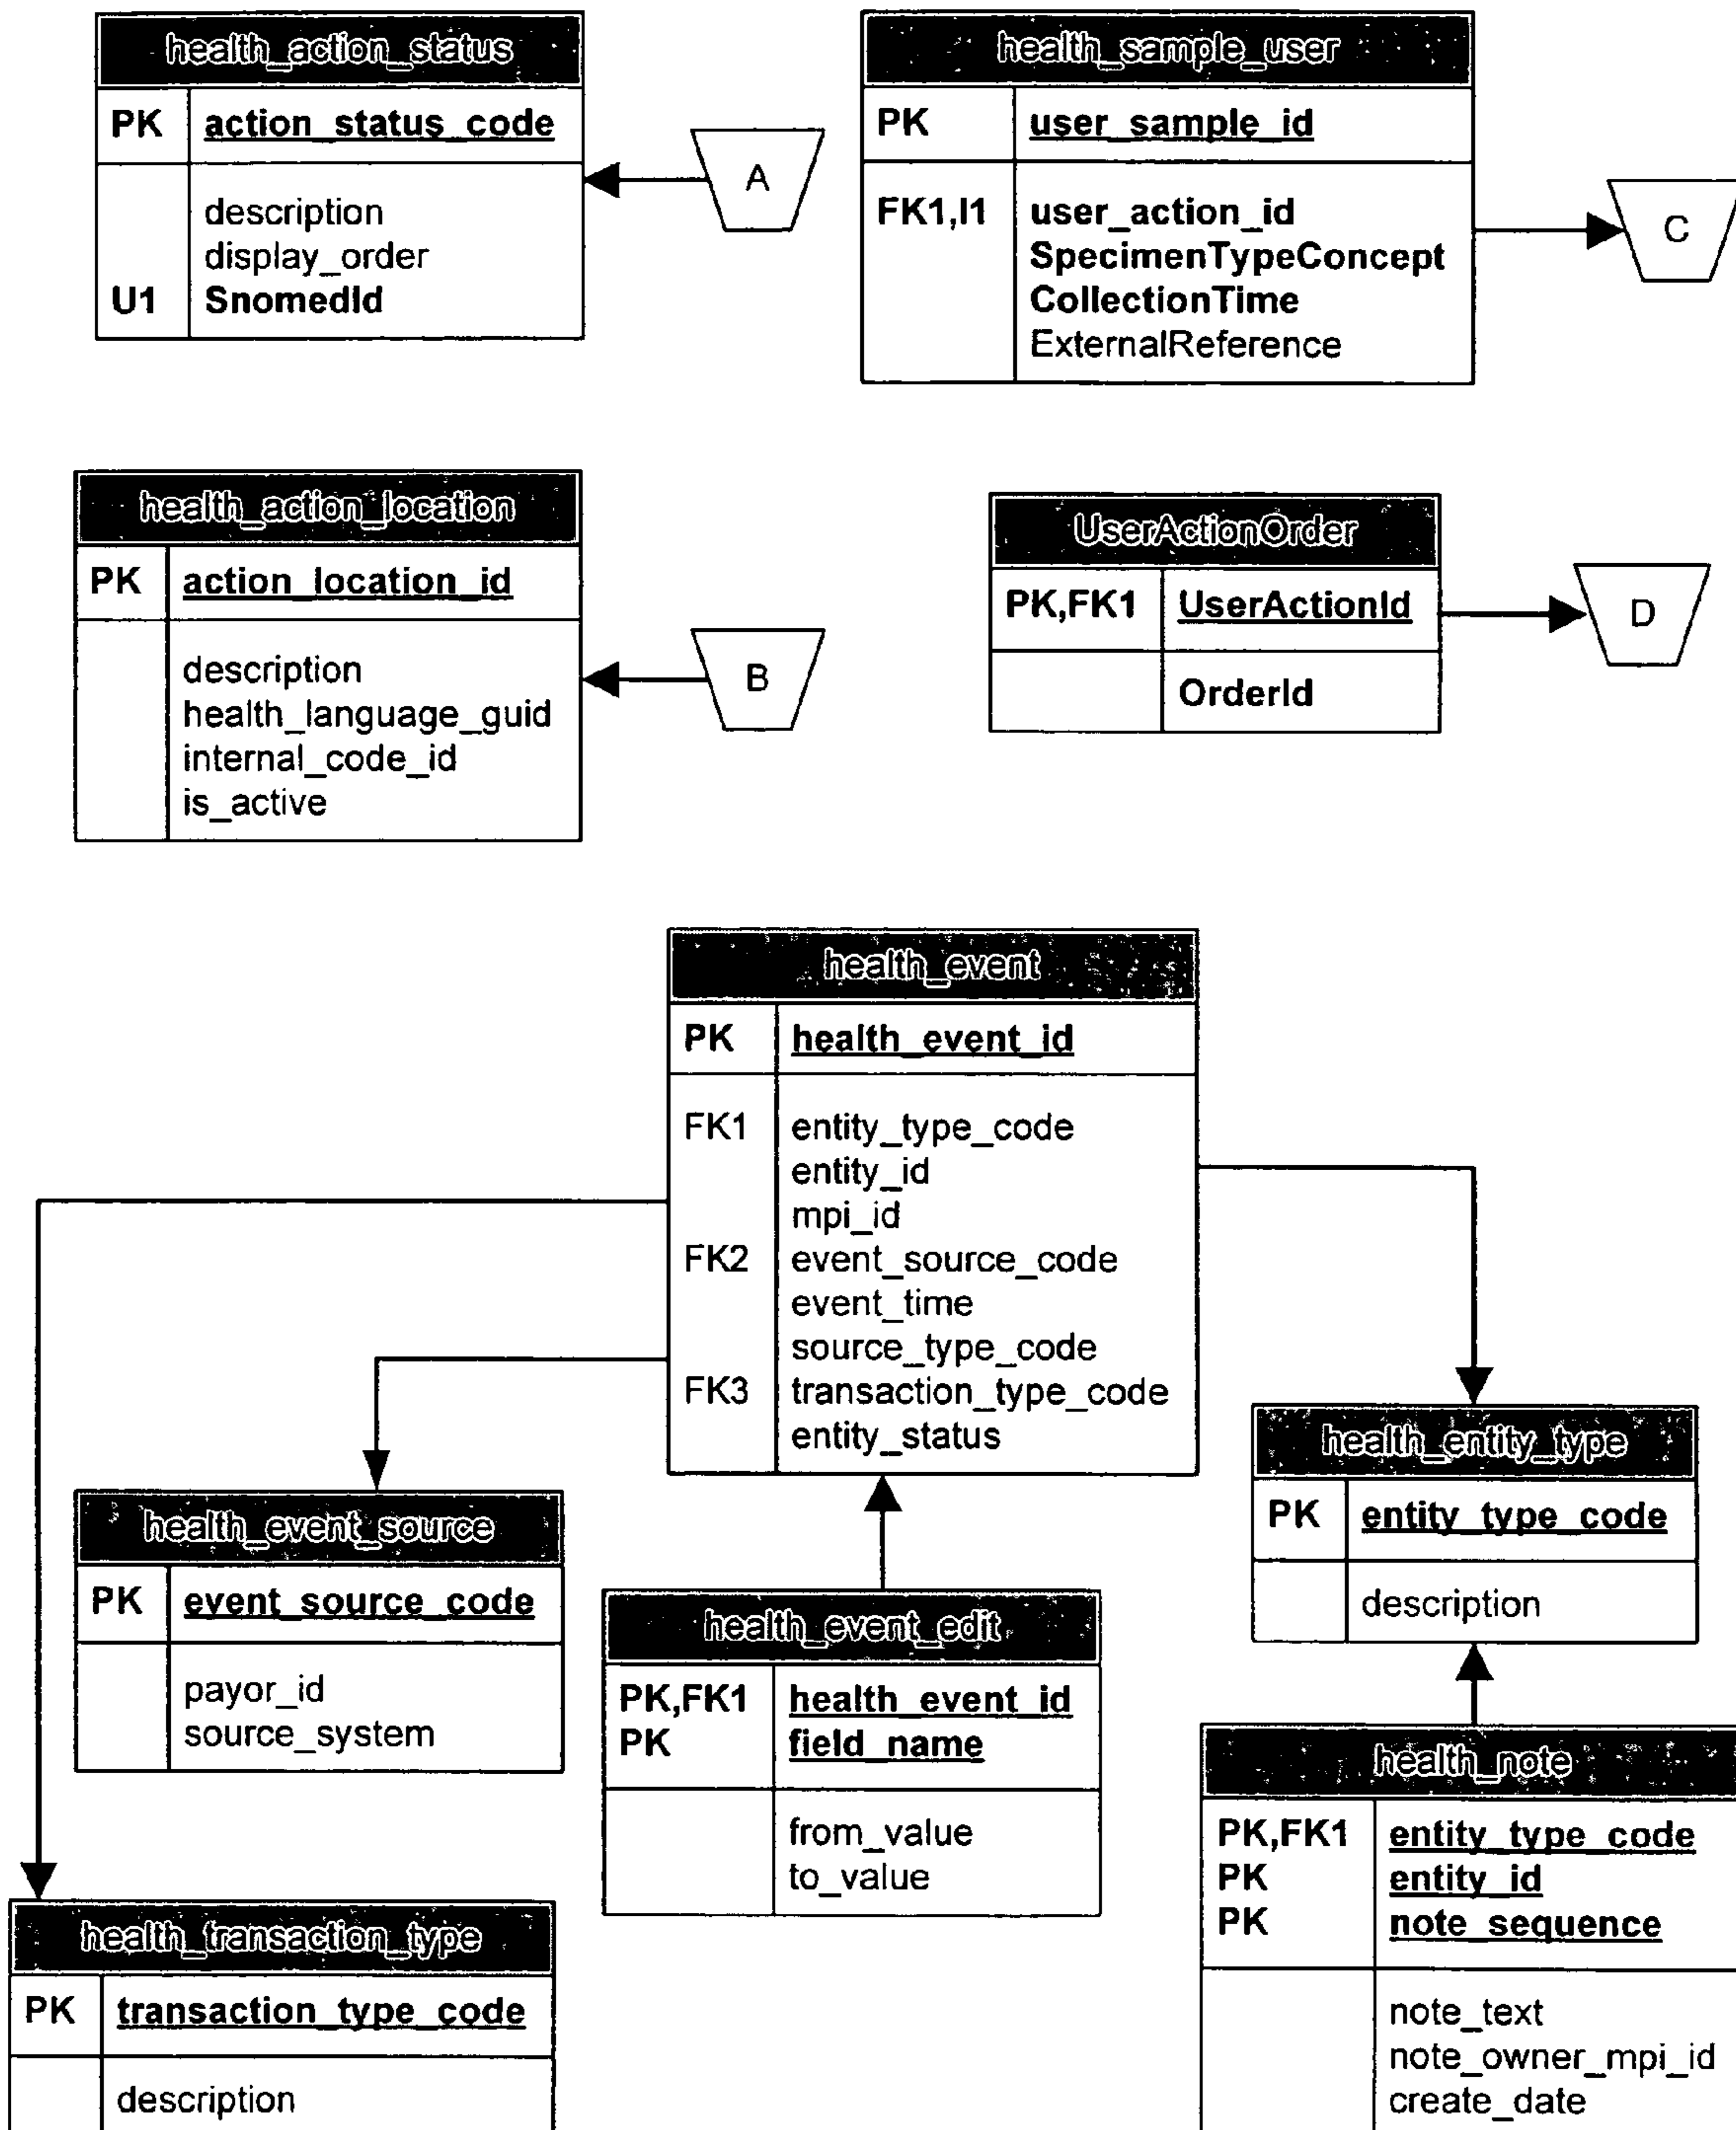 health_action_status
PK action_status_code
description
display_order
U1 SnomedId
A
health_sample_user
PK user_sample_id
FK1,I1 user_action_id
SpecimenTypeConcept
CollectionTime
ExternalReference
C
health_action_location
PK action_location_id
description
health_language_guid
internal_code_id
is_active
B
UserActionOrder
PK,FK1 UserActionId
OrderId
D
health_event
PK health_event_id
FK1 entity_type_code
entity_id
mpi_id
FK2 event_source_code
event_time
source_type_code
FK3 transaction_type_code
entity_status
health_event_source
PK event_source_code
payor_id
source_system
health_event_edit
PK,FK1 health_event_id
PK field_name
from_value
to_value
health_entity_type
PK entity_type_code
description
health_note
PK,FK1 entity_type_code
PK entity_id
PK note_sequence
note_text
note_owner_mpi_id
create_date
health_transaction_type
PK transaction_type_code
description